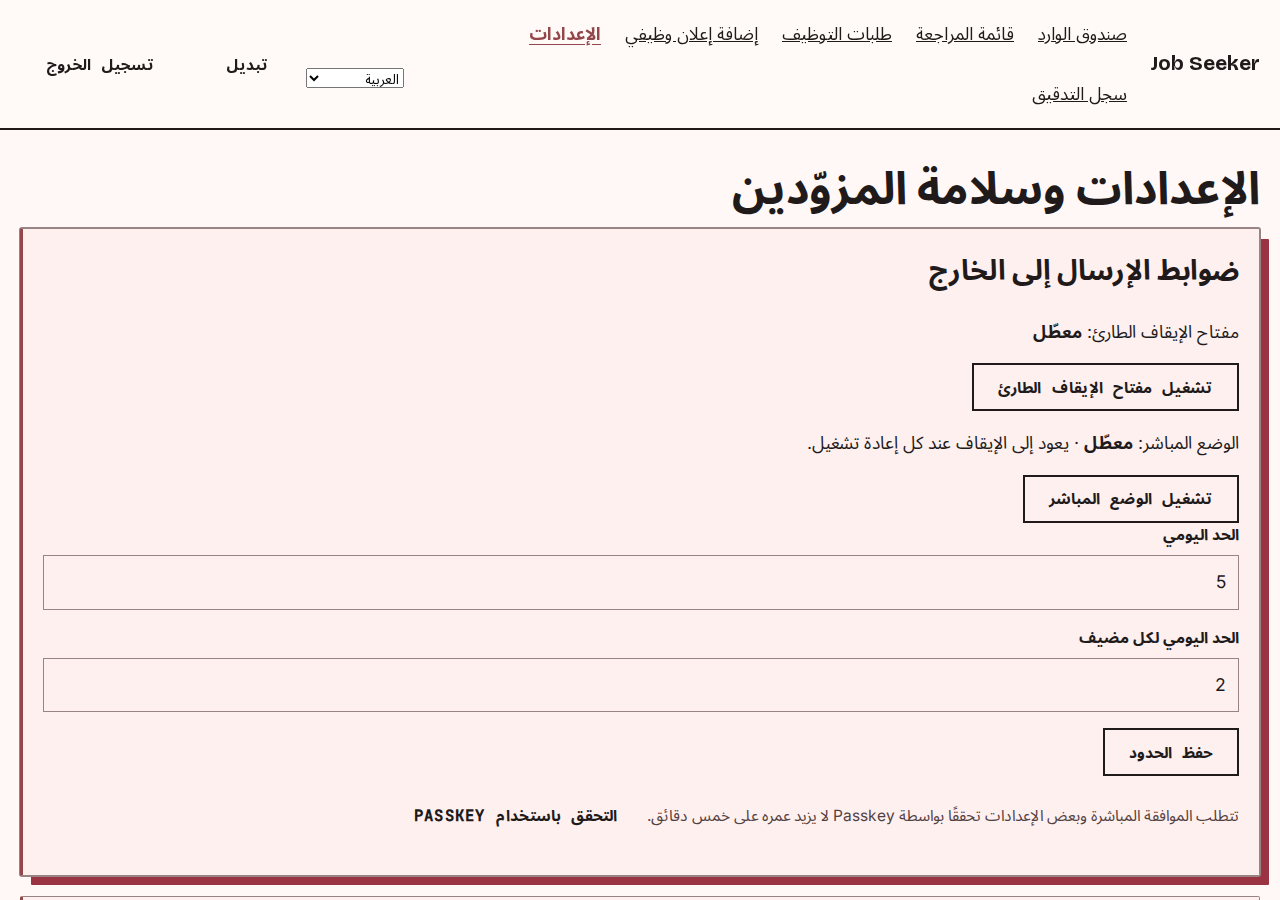 Job Seeker
صندوق الوارد
قائمة المراجعة
طلبات التوظيف
إضافة إعلان وظيفي
الإعدادات
سجل التدقيق
العربية
تبديل
تسجيل الخروج
الإعدادات وسلامة المزوّدين
ضوابط الإرسال إلى الخارج
مفتاح الإيقاف الطارئ: معطّل
تشغيل مفتاح الإيقاف الطارئ
الوضع المباشر: معطّل · يعود إلى الإيقاف عند كل إعادة تشغيل.
تشغيل الوضع المباشر
الحد اليومي
5
الحد اليومي لكل مضيف
2
حفظ الحدود
تتطلب الموافقة المباشرة وبعض الإعدادات تحققًا بواسطة Passkey لا يزيد عمره على خمس دقائق.
التحقق باستخدام PASSKEY